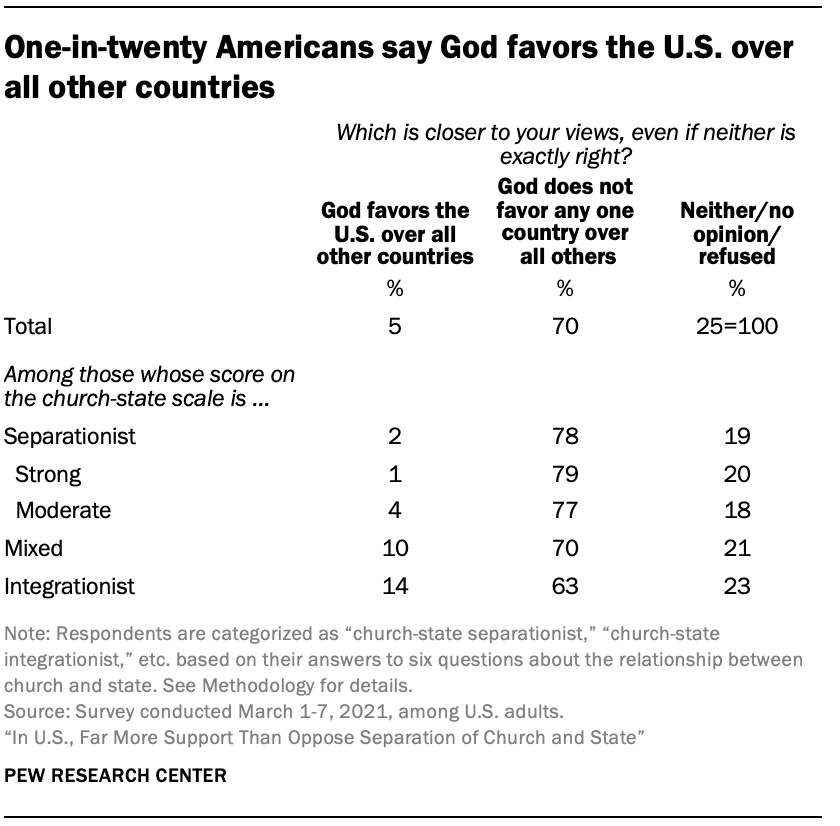 One-in-twenty Americans say God favors the U.S. over
all other countries
Which is closer to your views, even if neither is
exactly right?
God favors the
U.S. over all
other countries
God does not
favor any one
country over
all others
Neither/no
opinion/
refused
% % %
Total 5 70 25=100
Among those whose score on
the church-state scale is ...
Separationist 2 78 19
Strong 1 79 20
Moderate 4 77 18
Mixed 10 70 21
Integrationist 14 63 23
Note: Respondents are categorized as “church-state separationist,” “church-state
integrationist,” etc. based on their answers to six questions about the relationship between
church and state. See Methodology for details.
Source: Survey conducted March 1-7, 2021, among U.S. adults.
“In U.S., Far More Support Than Oppose Separation of Church and State”
PEW RESEARCH CENTER